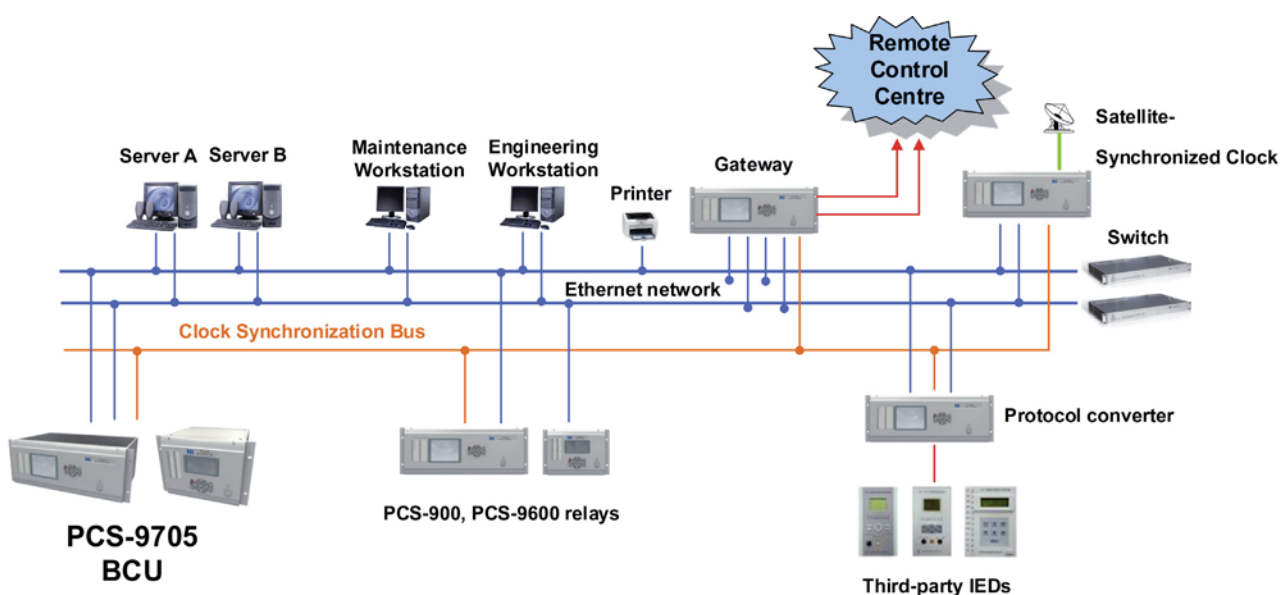 Remote
Control
Centre
Satellite-
Synchronized Clock
Server A
Server B
Maintenance
Workstation
Engineering
Workstation
Printer
Gateway
Switch
Ethernet network
Clock Synchronization Bus
Protocol converter
PCS-900, PCS-9600 relays
PCS-9705
BCU
Third-party IEDs